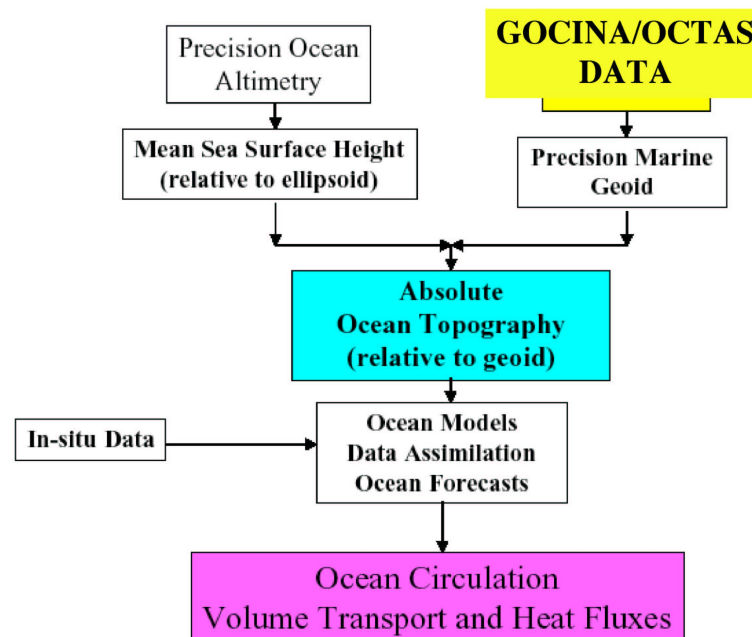 Precision Ocean
Altimetry
GOCINA/OCTAS
DATA
Mean Sea Surface Height
(relative to ellipsoid)
Precision Marine
Geoid
Absolute
Ocean Topography
(relative to geoid)
In-situ Data
Ocean Models
Data Assimilation
Ocean Forecasts
Ocean Circulation
Volume Transport and Heat Fluxes